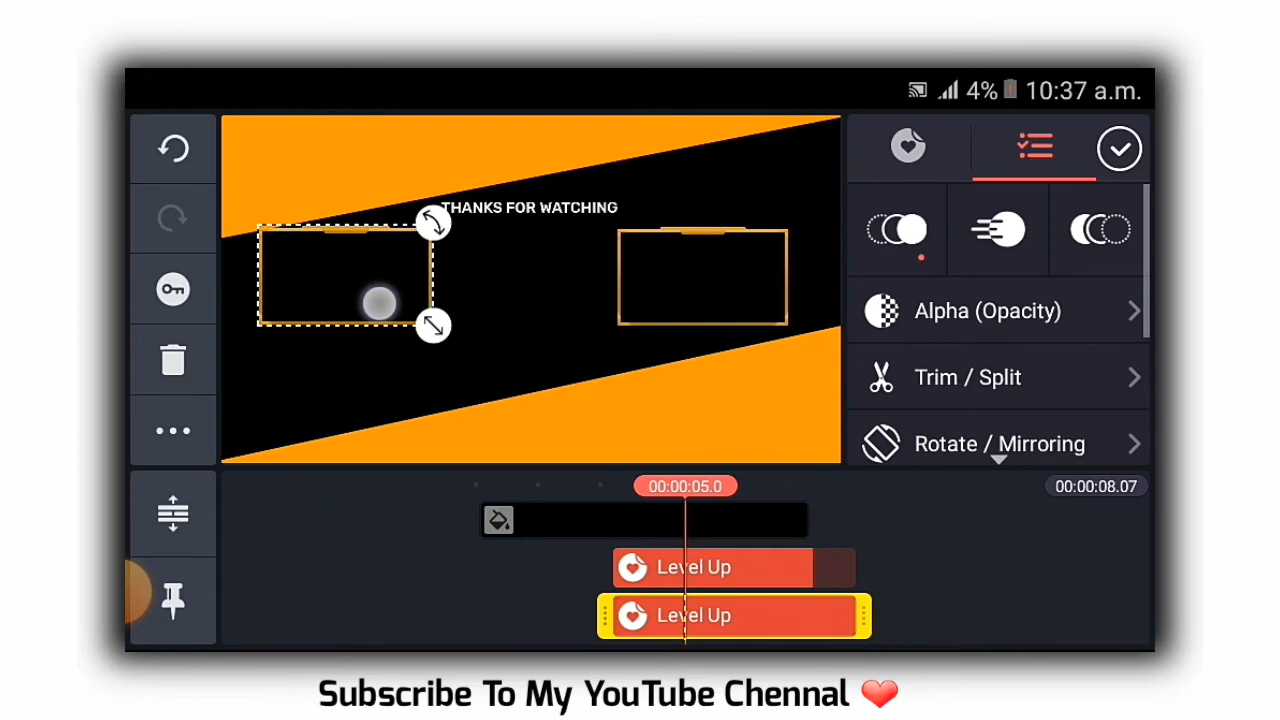 4% 10:37 a.m.
THANKS FOR WATCHING
Alpha (Opacity)
Trim / Split
Rotate / Mirroring
00:00:05.0
00:00:08.07
Level Up
Level Up
Subscribe To My YouTube Chennal